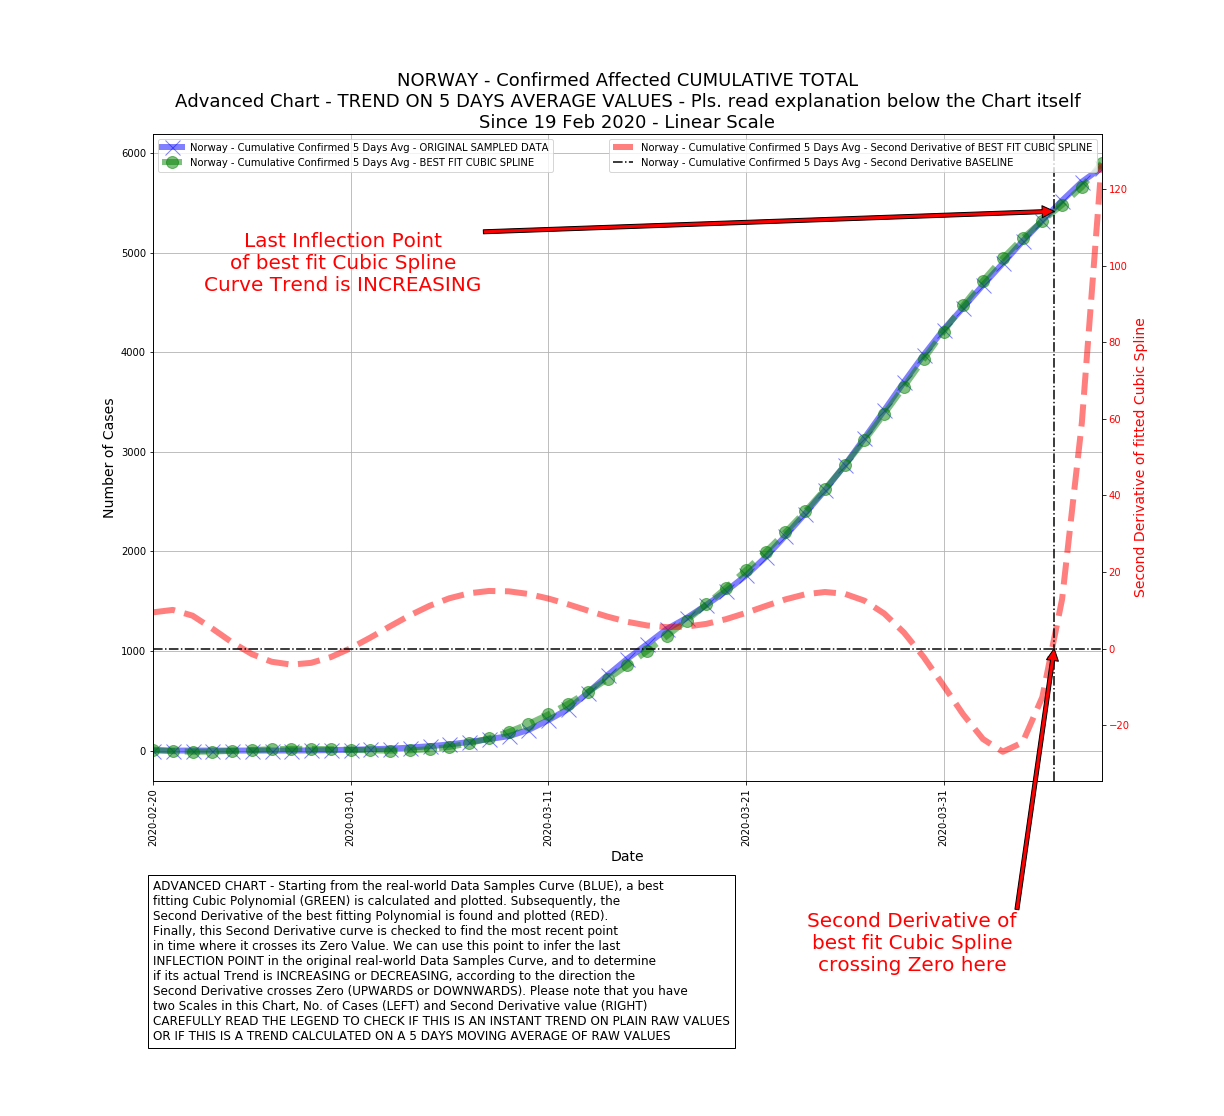 NORWAY - Confirmed Affected CUMULATIVE TOTAL
Advanced Chart - TREND ON 5 DAYS AVERAGE VALUES - Pls. read explanation below the Chart itself
Since 19 Feb 2020 - Linear Scale
Norway - Cumulative Confirmed 5 Days Avg - ORIGINAL SAMPLED DATA
Norway - Cumulative Confirmed 5 Days Avg - BEST FIT CUBIC SPLINE
Norway - Cumulative Confirmed 5 Days Avg - Second Derivative of BEST FIT CUBIC SPLINE
Norway - Cumulative Confirmed 5 Days Avg - Second Derivative BASELINE
Last Inflection Point
of best fit Cubic Spline
Curve Trend is INCREASING
Number of Cases
6000
5000
4000
3000
2000
1000
0
120
100
80
60
40
20
0
−20
Second Derivative of fitted Cubic Spline
2020-02-20
2020-03-01
2020-03-11
2020-03-21
2020-03-31
Date
ADVANCED CHART - Starting from the real-world Data Samples Curve (BLUE), a best
fitting Cubic Polynomial (GREEN) is calculated and plotted. Subsequently, the
Second Derivative of the best fitting Polynomial is found and plotted (RED).
Finally, this Second Derivative curve is checked to find the most recent point
in time where it crosses its Zero Value. We can use this point to infer the last
INFLECTION POINT in the original real-world Data Samples Curve, and to determine
if its actual Trend is INCREASING or DECREASING, according to the direction the
Second Derivative crosses Zero (UPWARDS or DOWNWARDS). Please note that you have
two Scales in this Chart, No. of Cases (LEFT) and Second Derivative value (RIGHT)
CAREFULLY READ THE LEGEND TO CHECK IF THIS IS AN INSTANT TREND ON PLAIN RAW VALUES
OR IF THIS IS A TREND CALCULATED ON A 5 DAYS MOVING AVERAGE OF RAW VALUES
Second Derivative of
best fit Cubic Spline
crossing Zero here